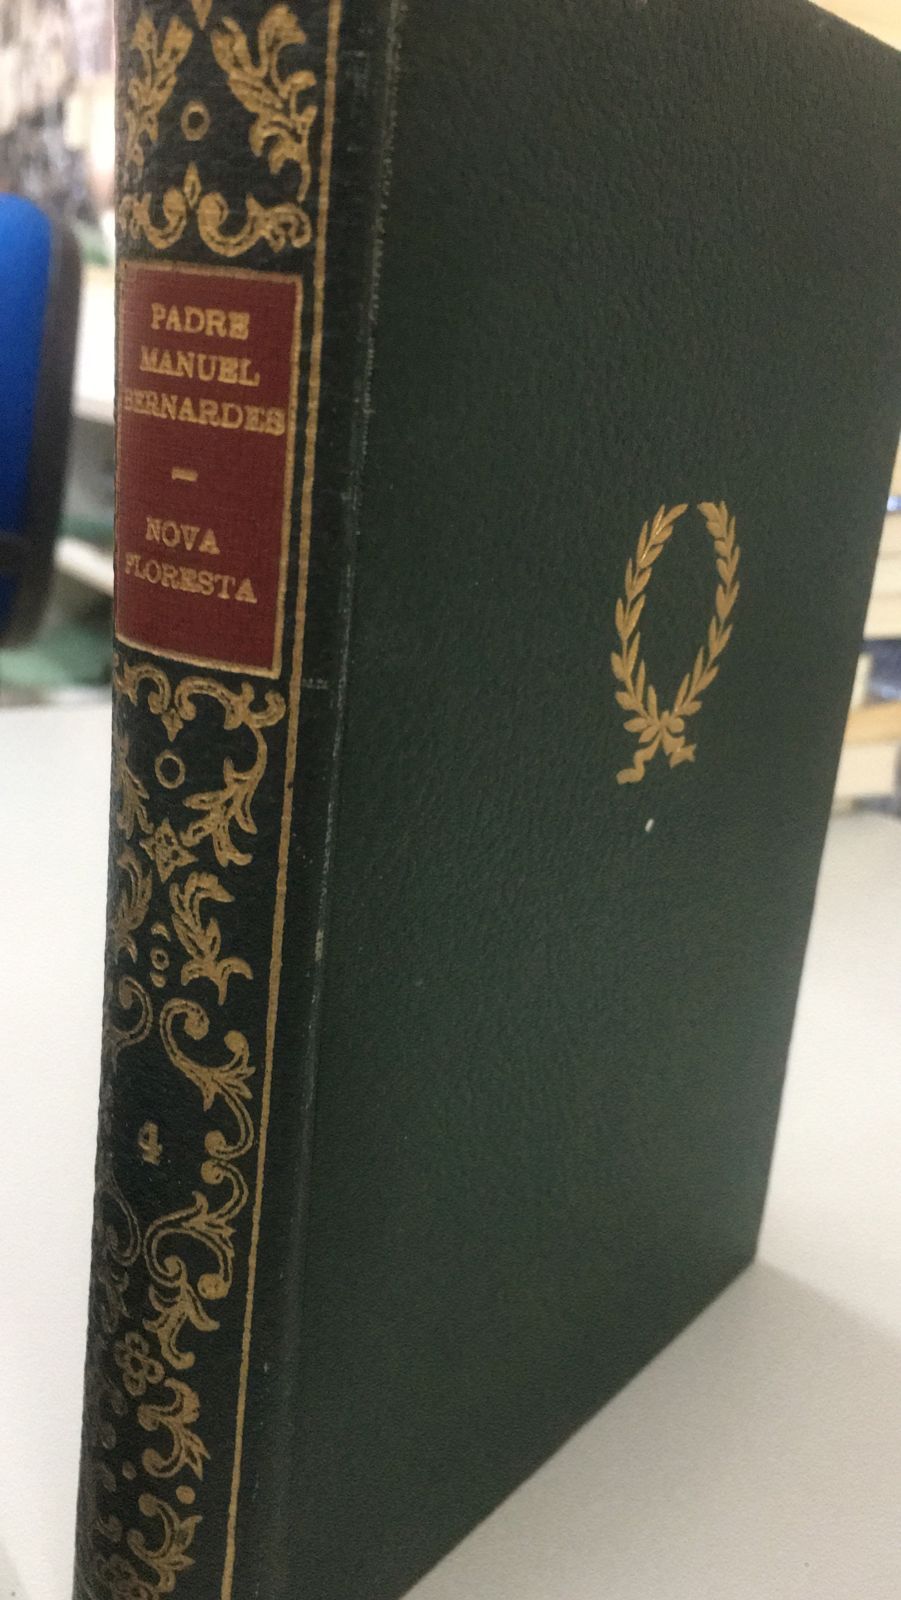 PADRE
MANUEL
BERNARDES
—
NOVA
FLORESTA
4